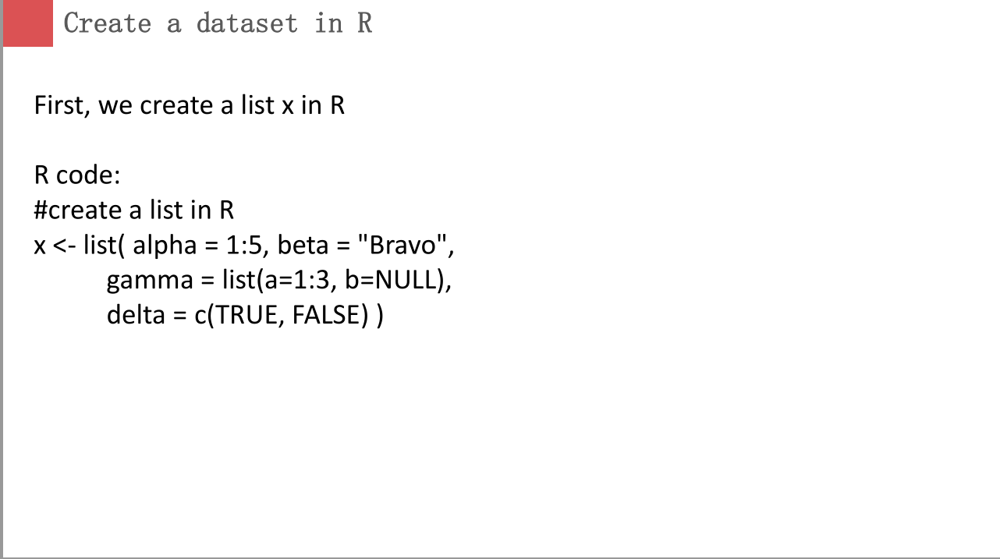 Create a dataset in R
First, we create a list x in R
R code:
#create a list in R
x <- list( alpha = 1:5, beta = "Bravo",
gamma = list(a=1:3, b=NULL),
delta = c(TRUE, FALSE) )